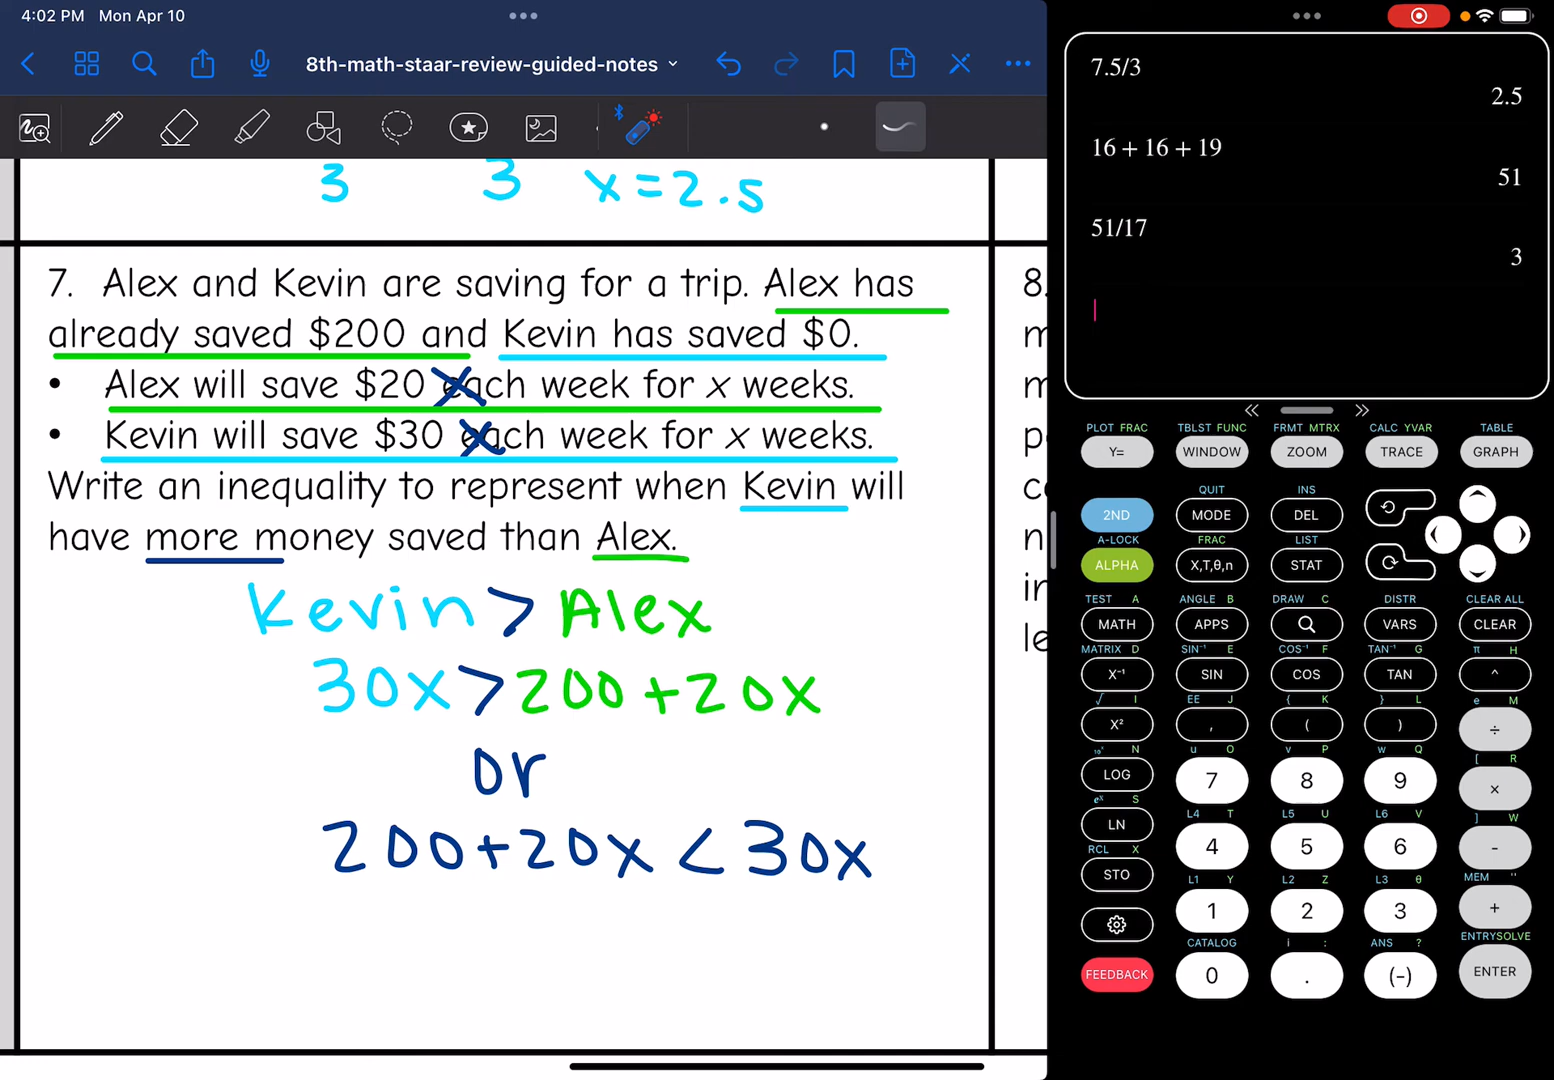 4:02 PM Mon Apr 10
8th-math-staar-review-guided-notes
3 3 x = 2.5
7. Alex and Kevin are saving for a trip. Alex has
already saved $200 and Kevin has saved $0.
• Alex will save $20 each week for x weeks.
• Kevin will save $30 each week for x weeks.
Write an inequality to represent when Kevin will
have more money saved than Alex.
Kevin > Alex
30x > 200 + 20x
or
200 + 20x < 30x
8.
m
m
p
c
n
in
le
7.5/3
2.5
16 + 16 + 19
51
51/17
3
PLOT FRAC TBLST FUNC FRMT MTRX CALC YVAR TABLE
Y= WINDOW ZOOM TRACE GRAPH
QUIT INS
2ND MODE DEL
A-LOCK FRAC LIST
ALPHA X,T,θ,n STAT
TEST A ANGLE B DRAW C DISTR CLEAR ALL
MATH APPS VARS CLEAR
MATRIX D SIN⁻¹ E COS⁻¹ F TAN⁻¹ G π H
X⁻¹ SIN COS TAN ^
√ I EE J { K } L e M
X² , ( ) ÷
10ˣ N u O v P w Q [ R
LOG 7 8 9 ×
eˣ S L4 T L5 U L6 V ] W
LN 4 5 6 -
RCL X L1 Y L2 Z L3 θ MEM "
STO 1 2 3 +
CATALOG i : ANS ? ENTRY SOLVE
FEEDBACK 0 . (-) ENTER